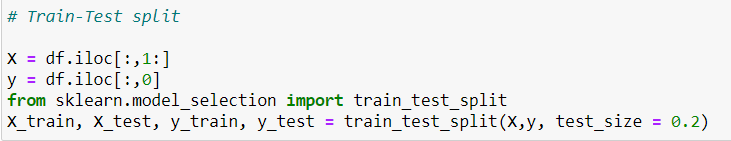 # Train-Test split
X = df.iloc[:,1:]
y = df.iloc[:,0]
from sklearn.model_selection import train_test_split
X_train, X_test, y_train, y_test = train_test_split(X,y, test_size = 0.2)